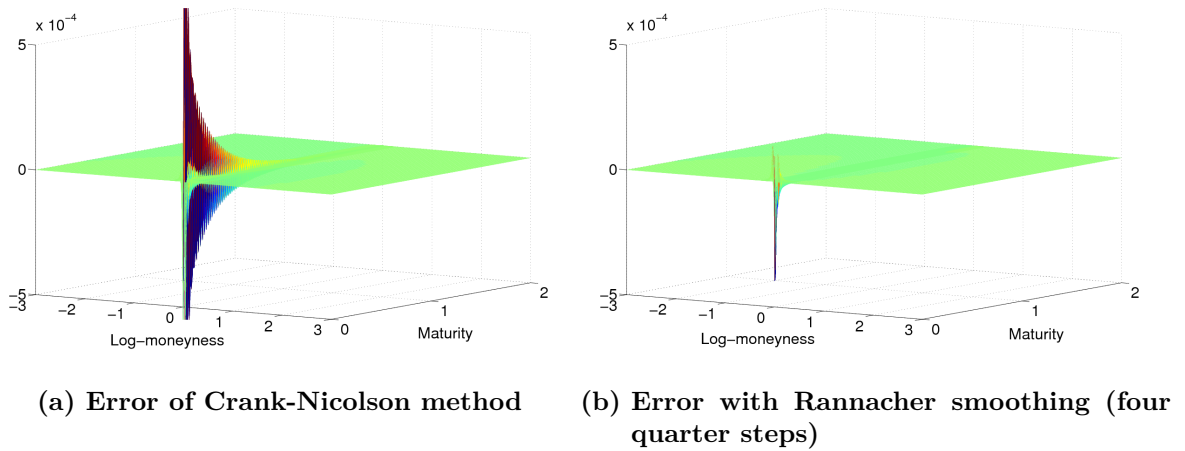 x 10⁻⁴
5
0
−5
−3
−2
−1
0
1
2
3
Log−moneyness
0
1
2
Maturity
x 10⁻⁴
5
0
−5
−3
−2
−1
0
1
2
3
Log−moneyness
0
1
2
Maturity
(a) Error of Crank-Nicolson method
(b) Error with Rannacher smoothing (four
quarter steps)